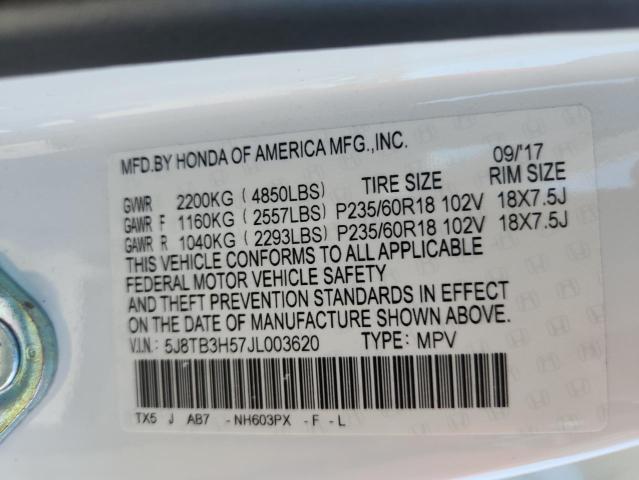 MFD.BY HONDA OF AMERICA MFG.,INC. 09/'17
GVWR 2200KG (4850LBS) TIRE SIZE RIM SIZE
GAWR F 1160KG (2557LBS) P235/60R18 102V 18X7.5J
GAWR R 1040KG (2293LBS) P235/60R18 102V 18X7.5J
THIS VEHICLE CONFORMS TO ALL APPLICABLE
FEDERAL MOTOR VEHICLE SAFETY
AND THEFT PREVENTION STANDARDS IN EFFECT
ON THE DATE OF MANUFACTURE SHOWN ABOVE.
V.I.N.: 5J8TB3H57JL003620 TYPE: MPV
TX5 J AB7 -NH603PX -F -L